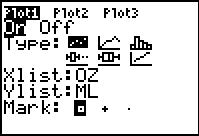 Plot1 Plot2 Plot3
On Off
Type:
Xlist:OZ
Ylist:ML
Mark: + ·